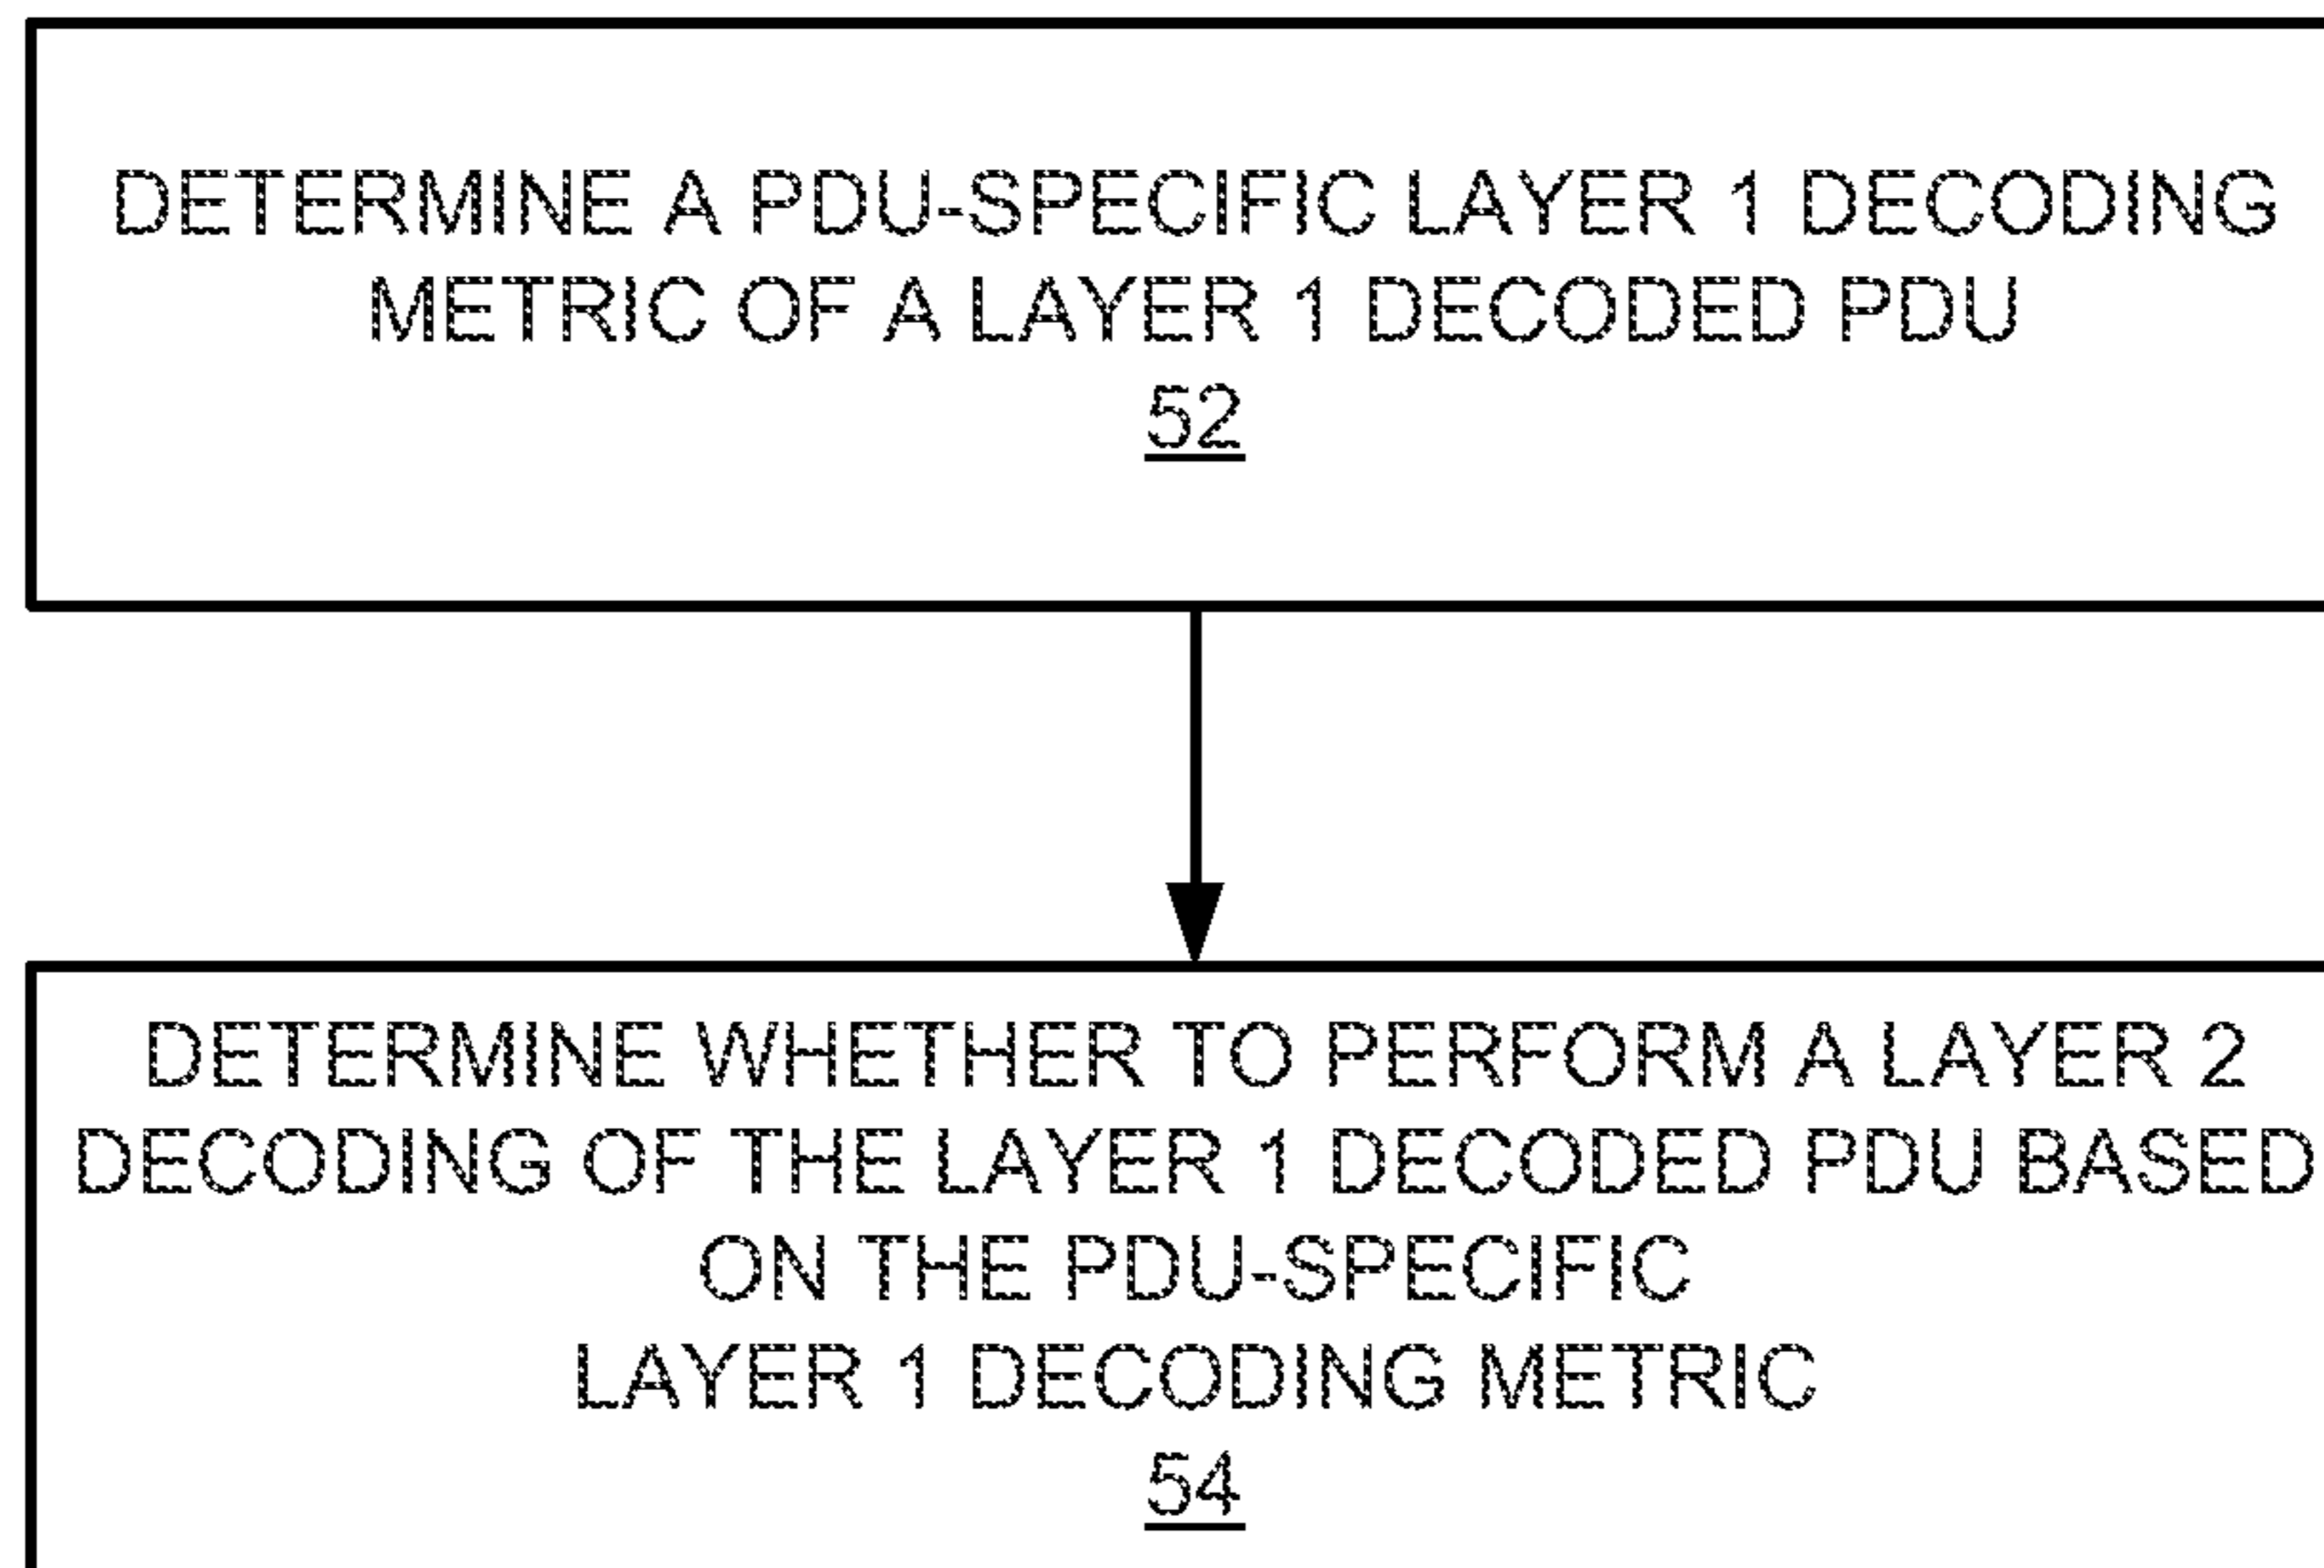 DETERMINE A PDU-SPECIFIC LAYER 1 DECODING
METRIC OF A LAYER 1 DECODED PDU
52
DETERMINE WHETHER TO PERFORM A LAYER 2
DECODING OF THE LAYER 1 DECODED PDU BASED
ON THE PDU-SPECIFIC
LAYER 1 DECODING METRIC
54